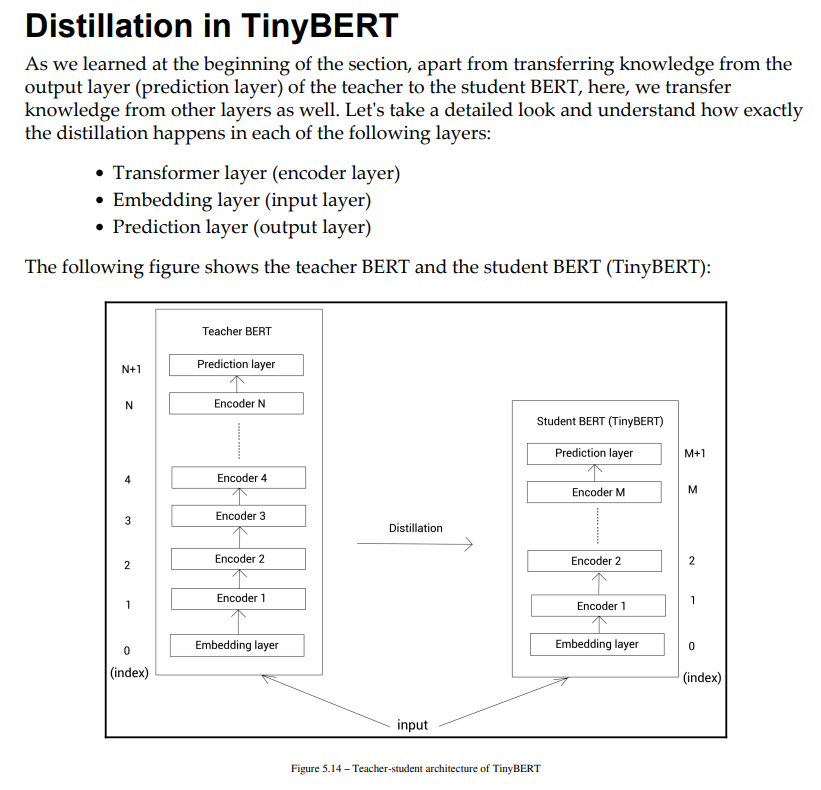 Distillation in TinyBERT
As we learned at the beginning of the section, apart from transferring knowledge from the
output layer (prediction layer) of the teacher to the student BERT, here, we transfer
knowledge from other layers as well. Let's take a detailed look and understand how exactly
the distillation happens in each of the following layers:
• Transformer layer (encoder layer)
• Embedding layer (input layer)
• Prediction layer (output layer)
The following figure shows the teacher BERT and the student BERT (TinyBERT):
Teacher BERT
N+1
Prediction layer
N
Encoder N
4
Encoder 4
3
Encoder 3
2
Encoder 2
1
Encoder 1
0
Embedding layer
(index)
Distillation
Student BERT (TinyBERT)
Prediction layer
M+1
Encoder M
M
Encoder 2
2
Encoder 1
1
Embedding layer
0
(index)
input
Figure 5.14 – Teacher-student architecture of TinyBERT